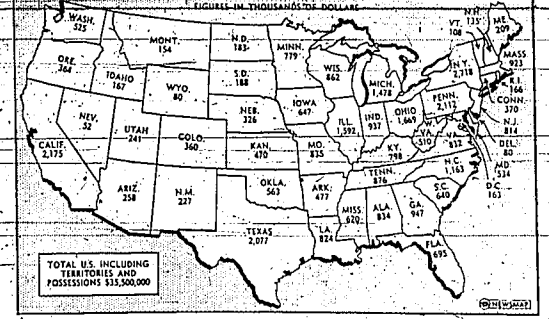 FIGURES IN THOUSANDS OF DOLLARS
WASH.
525
ORE.
364
CALIF.
2,175
NEV.
52
IDAHO
167
MONT.
154
WYO.
80
UTAH
241
COLO.
360
ARIZ.
258
N.M.
227
N.D.
183
S.D.
188
NEB.
326
KAN.
470
OKLA.
563
TEXAS
2,077
MINN.
779
IOWA
647
MO.
835
ARK.
477
LA.
824
WIS.
862
ILL.
1,592
MICH.
1,478
IND.
937
OHIO
1,669
KY.
798
TENN.
876
MISS.
620
ALA.
834
GA.
947
FLA.
695
S.C.
640
N.C.
1,163
VA.
832
W.
VA.
510
PENN.
2,112
N.Y.
2,718
VT.
108
N.H.
135
ME.
209
MASS
923
R.I.
166
CONN.
370
N.J.
814
DEL.
80
MD.
534
D.C.
163
TOTAL U.S. INCLUDING
TERRITORIES AND
POSSESSIONS $35,500,000
NEWSMAP